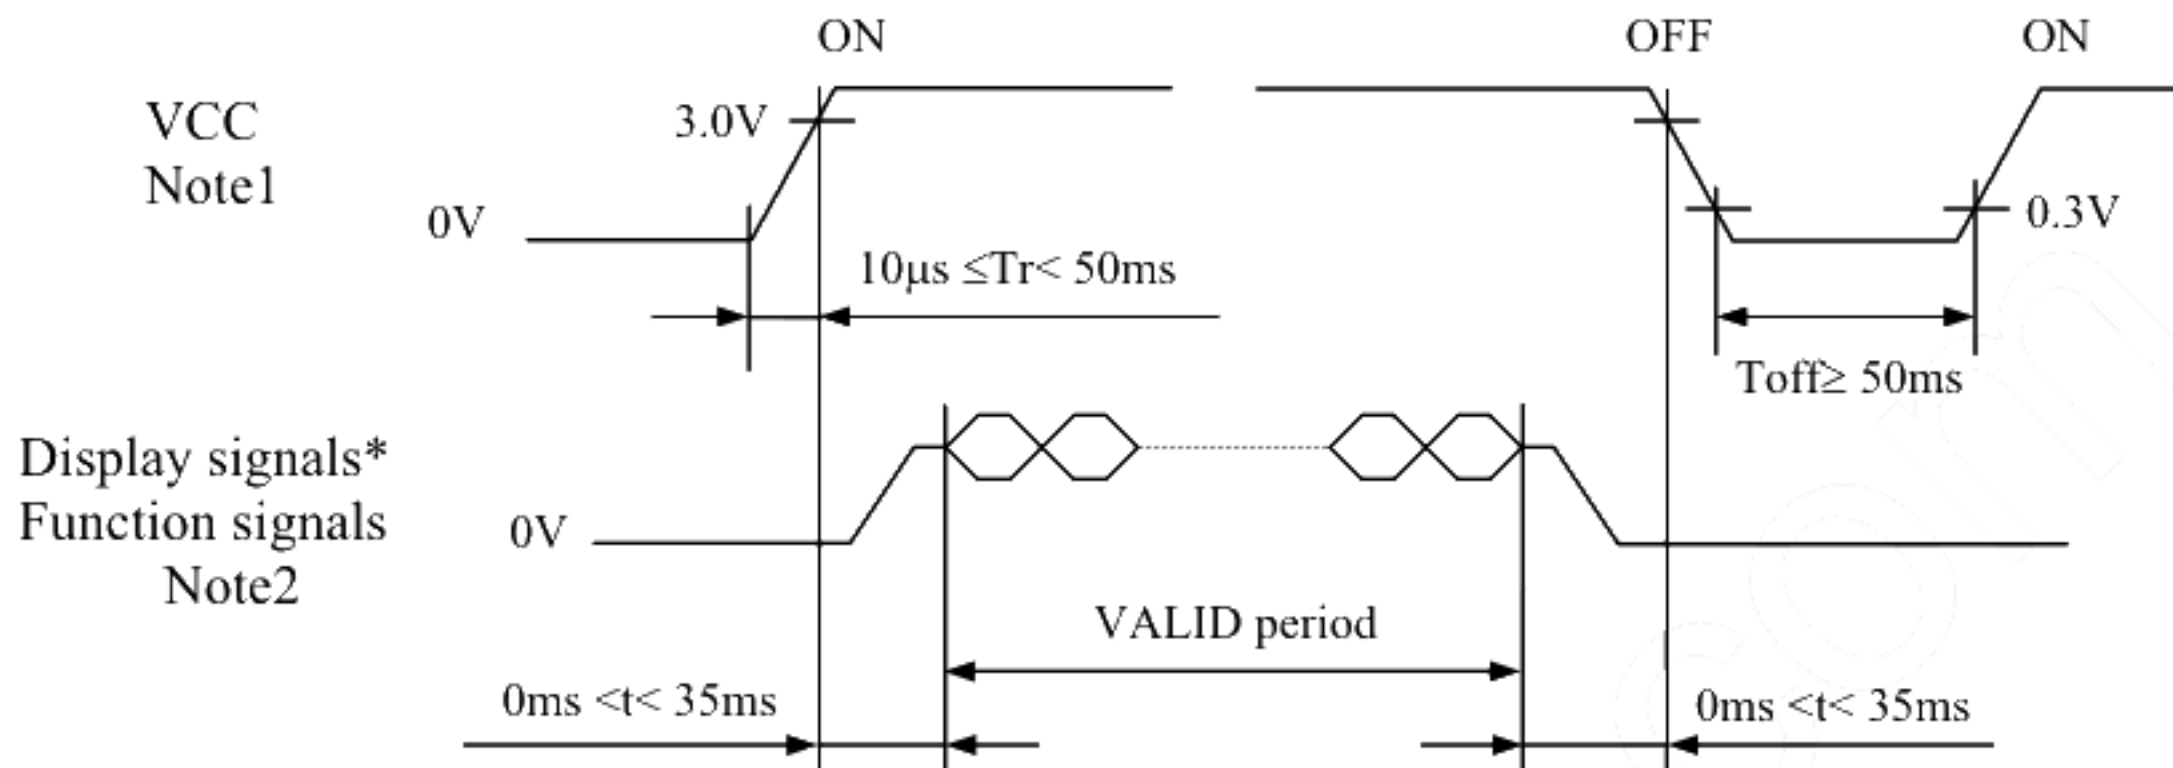 ON
OFF
ON
VCC
3.0V
Note1
0V
0.3V
10μs ≤Tr< 50ms
Toff≥ 50ms
Display signals*
Function signals
0V
Note2
VALID period
0ms <t< 35ms
0ms <t< 35ms
com